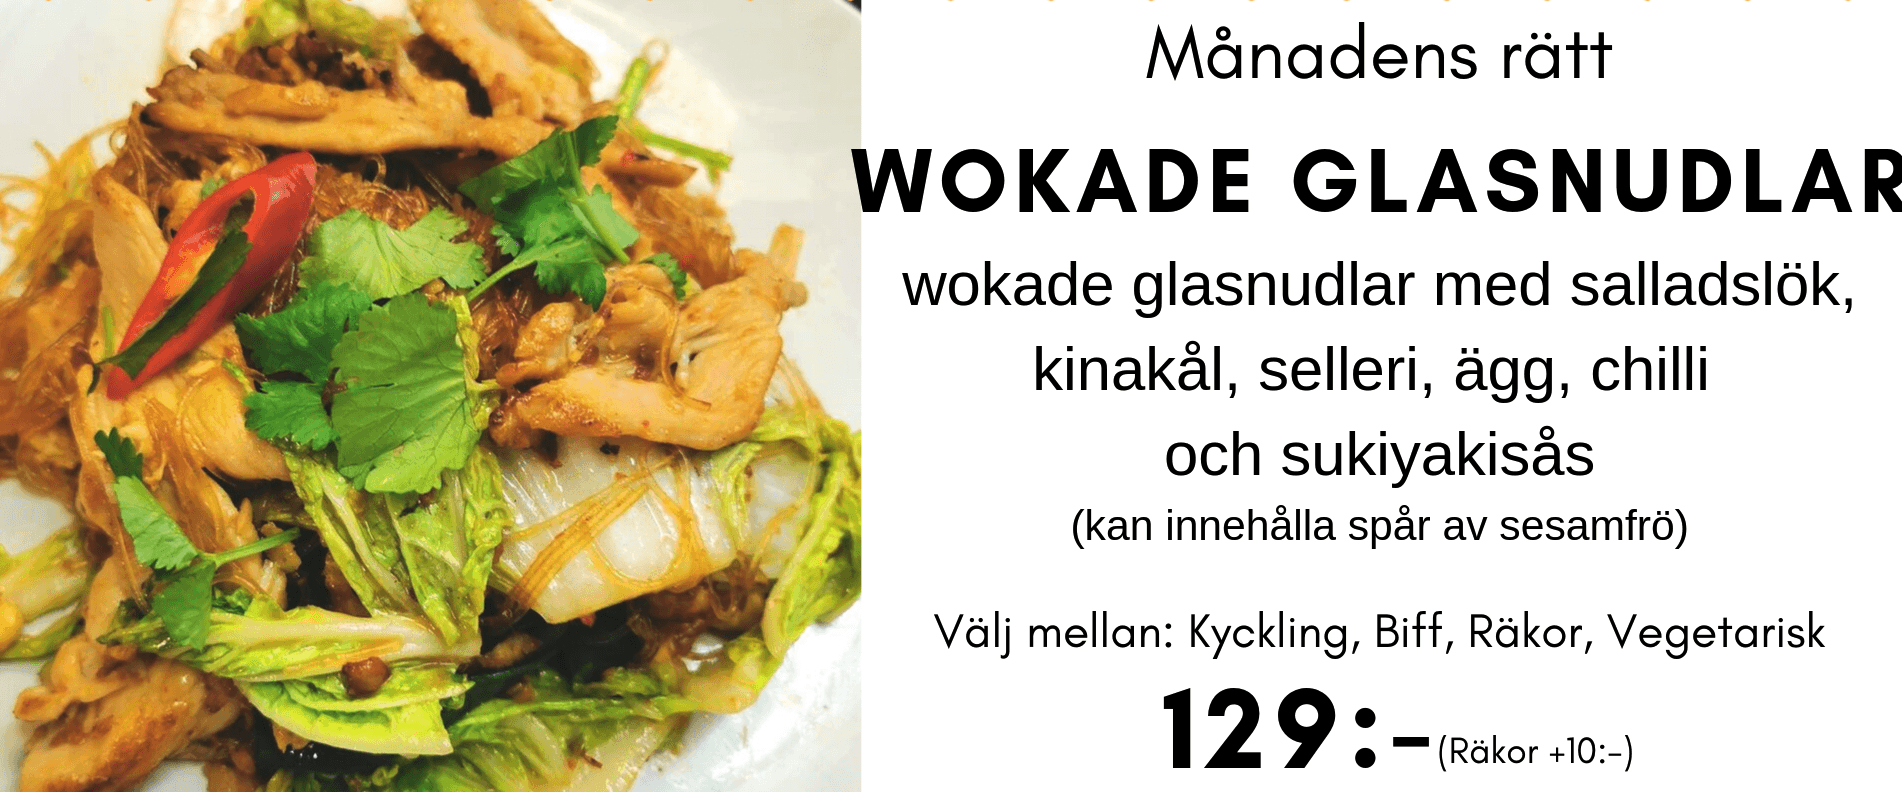 Månadens rätt
WOKADE GLASNUDLAR
wokade glasnudlar med salladslök,
kinakål, selleri, ägg, chilli
och sukiyakisås
(kan innehålla spår av sesamfrö)
Välj mellan: Kyckling, Biff, Räkor, Vegetarisk
129:- (Räkor +10:-)